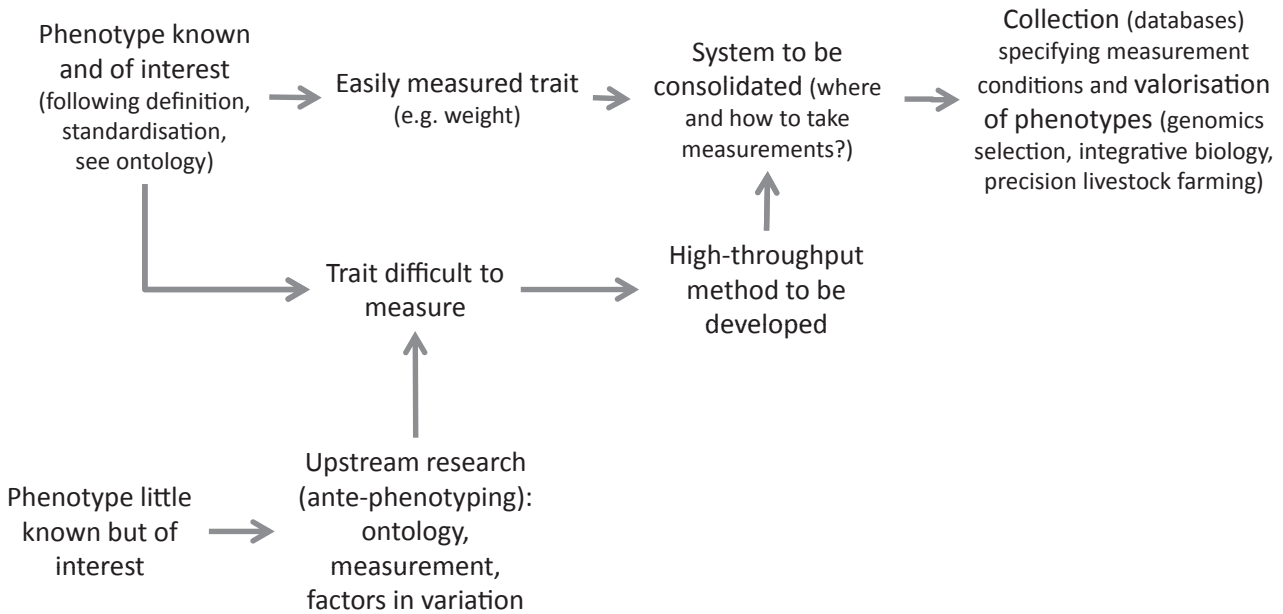 Phenotype known
and of interest
(following definition,
standardisation,
see ontology)
Easily measured trait
(e.g. weight)
System to be
consolidated (where
and how to take
measurements?)
Collection (databases)
specifying measurement
conditions and valorisation
of phenotypes (genomics
selection, integrative biology,
precision livestock farming)
Trait difficult to
measure
High-throughput
method to be
developed
Phenotype little
known but of
interest
Upstream research
(ante-phenotyping):
ontology,
measurement,
factors in variation